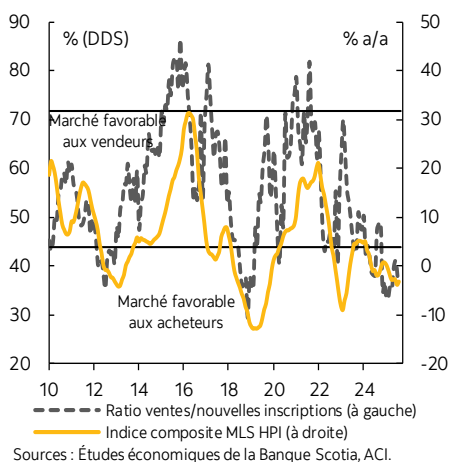 % (DDS)
% a/a
90
80
70
60
50
40
30
20
50
40
30
20
10
0
-10
-20
Marché favorable
aux vendeurs
Marché favorable
aux acheteurs
10 12 14 16 18 20 22 24
Ratio ventes/nouvelles inscriptions (à gauche)
Indice composite MLS HPI (à droite)
Sources : Études économiques de la Banque Scotia, ACI.